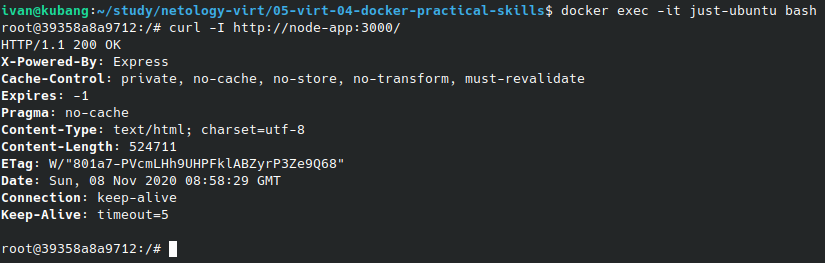 ivan@kubang:~/study/netology-virt/05-virt-04-docker-practical-skills$ docker exec -it just-ubuntu bash
root@39358a8a9712:/# curl -I http://node-app:3000/
HTTP/1.1 200 OK
X-Powered-By: Express
Cache-Control: private, no-cache, no-store, no-transform, must-revalidate
Expires: -1
Pragma: no-cache
Content-Type: text/html; charset=utf-8
Content-Length: 524711
ETag: W/"801a7-PVcmLHh9UHPFklABZyrP3Ze9Q68"
Date: Sun, 08 Nov 2020 08:58:29 GMT
Connection: keep-alive
Keep-Alive: timeout=5
root@39358a8a9712:/#